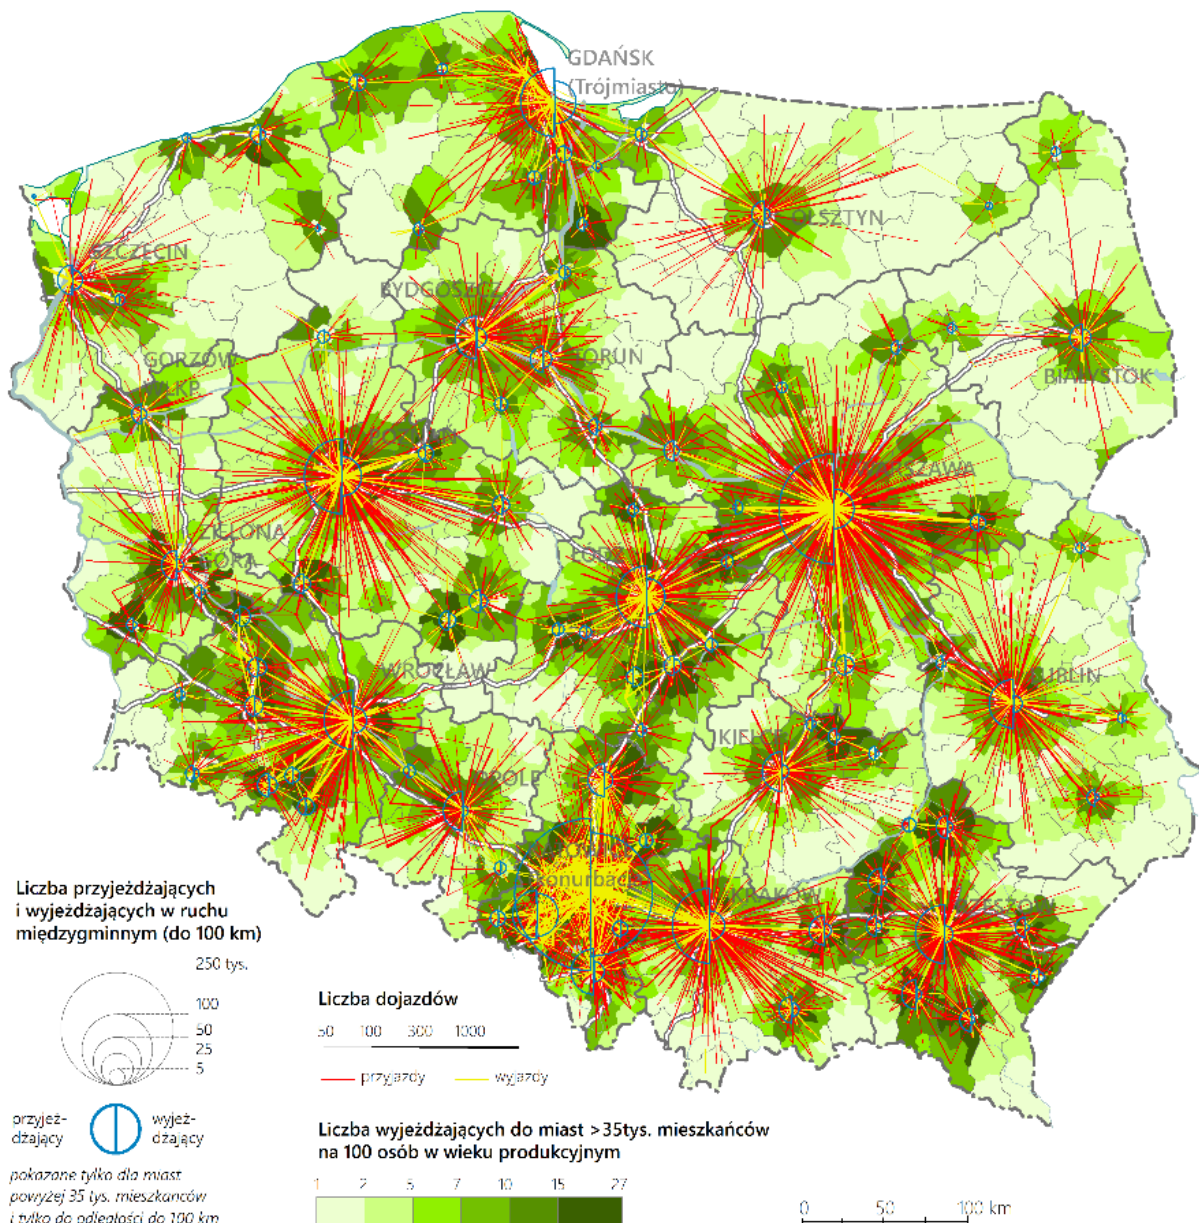 GDAŃSK
(Trójmiasto)
OLSZTYN
SZCZECIN
BYDGOSZCZ
TORUŃ
GORZÓW
WLKP.
BIAŁYSTOK
POZNAŃ
WARSZAWA
ZIELONA
GÓRA
ŁÓDŹ
WROCŁAW
LUBLIN
KIELCE
OPOLE
KRAKÓW
RZESZÓW
Liczba przyjeżdżających
i wyjeżdżających w ruchu
międzygminnym (do 100 km)
250 tys.
100
50
25
5
przyjeż-
dżający
wyjeż-
dżający
pokazane tylko dla miast
powyżej 35 tys. mieszkańców
i tylko do odległości do 100 km
Liczba dojazdów
50 100 300 1000
przyjazdy wyjazdy
Liczba wyjeżdżających do miast >35tys. mieszkańców
na 100 osób w wieku produkcyjnym
1 2 5 7 10 15 27
0 50 100 km